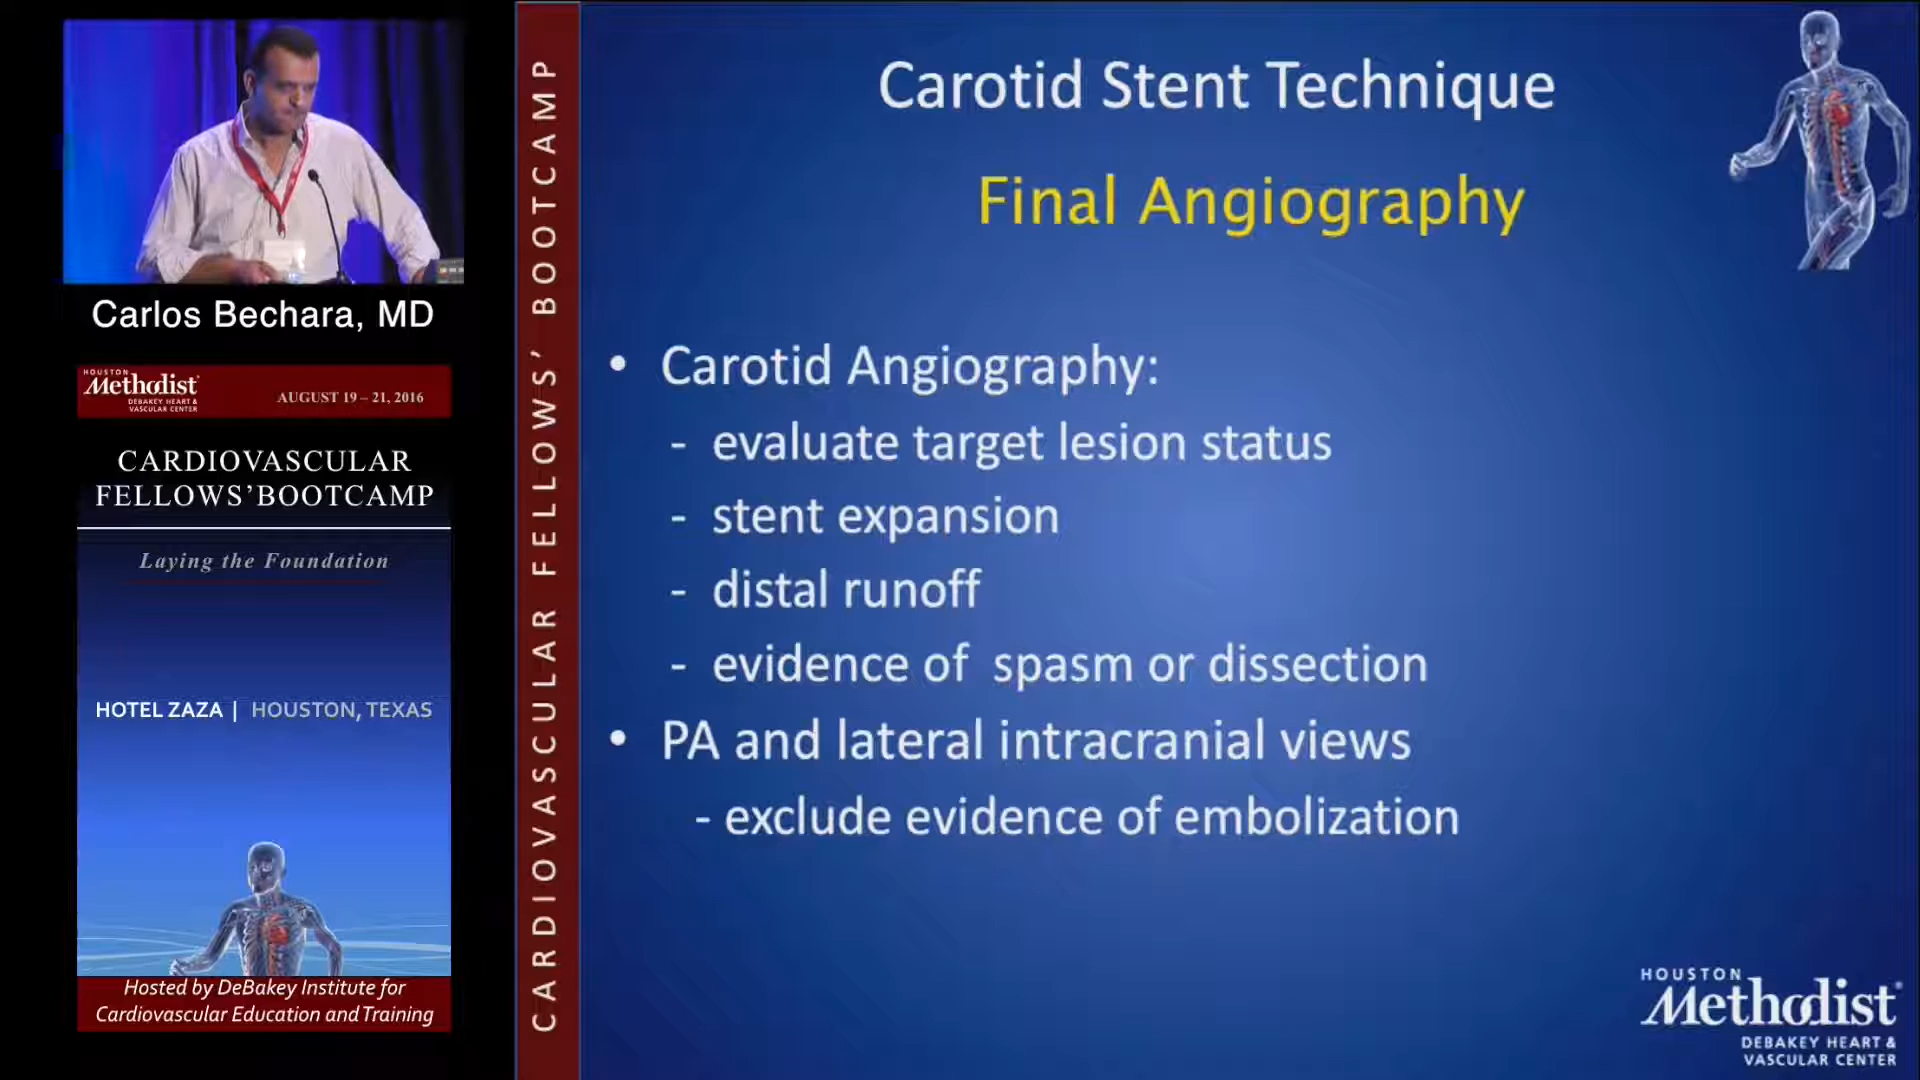 Carlos Bechara, MD
HOUSTON
Methodist
DEBAKEY HEART &
VASCULAR CENTER
AUGUST 19 – 21, 2016
CARDIOVASCULAR
FELLOWS’BOOTCAMP
Laying the Foundation
HOTEL ZAZA | HOUSTON, TEXAS
Hosted by DeBakey Institute for
Cardiovascular Education and Training
CARDIOVASCULAR FELLOWS’ BOOTCAMP
Carotid Stent Technique
Final Angiography
• Carotid Angiography:
- evaluate target lesion status
- stent expansion
- distal runoff
- evidence of spasm or dissection
• PA and lateral intracranial views
- exclude evidence of embolization
HOUSTON
Methodist
DEBAKEY HEART &
VASCULAR CENTER